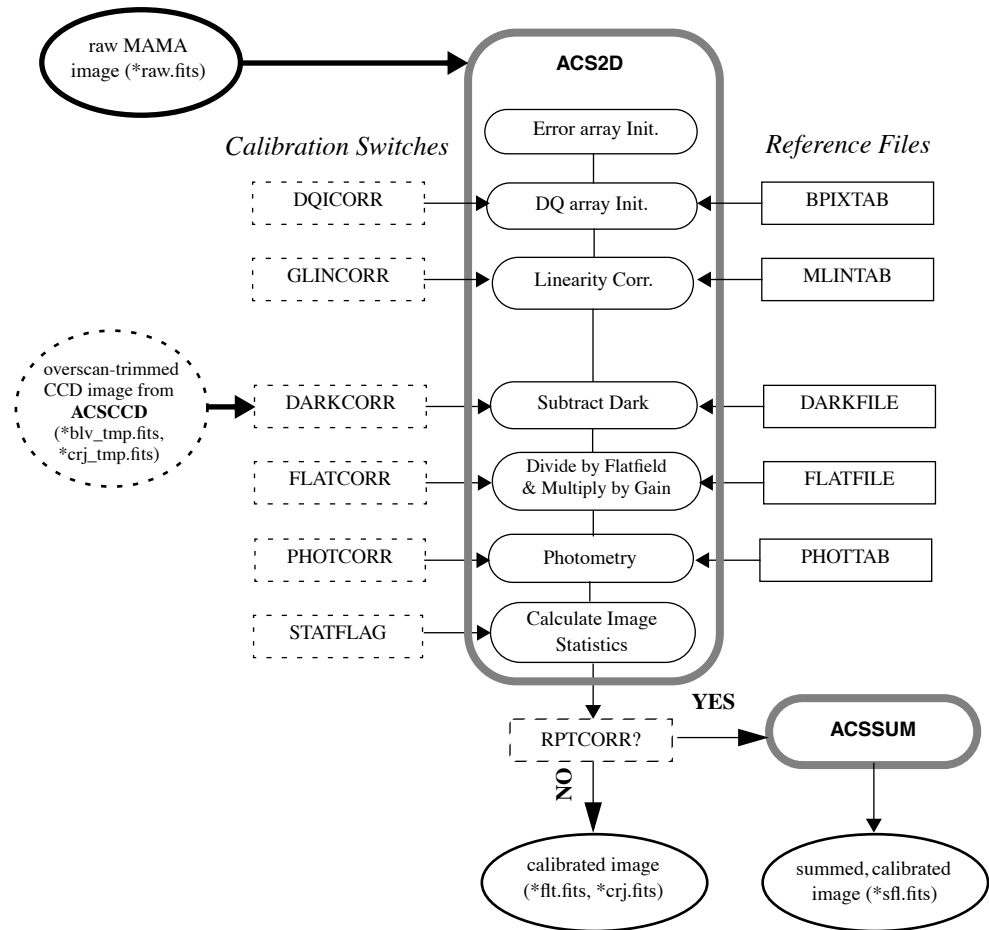 raw MAMA
image (*raw.fits)
ACS2D
Error array Init.
Calibration Switches
Reference Files
DQICORR
DQ array Init.
BPIXTAB
GLINCORR
Linearity Corr.
MLINTAB
overscan-trimmed
CCD image from
ACSCCD
(*blv_tmp.fits,
*crj_tmp.fits)
DARKCORR
Subtract Dark
DARKFILE
FLATCORR
Divide by Flatfield
& Multiply by Gain
FLATFILE
PHOTCORR
Photometry
PHOTTAB
STATFLAG
Calculate Image
Statistics
YES
RPTCORR?
ACSSUM
NO
calibrated image
(*flt.fits, *crj.fits)
summed, calibrated
image (*sfl.fits)